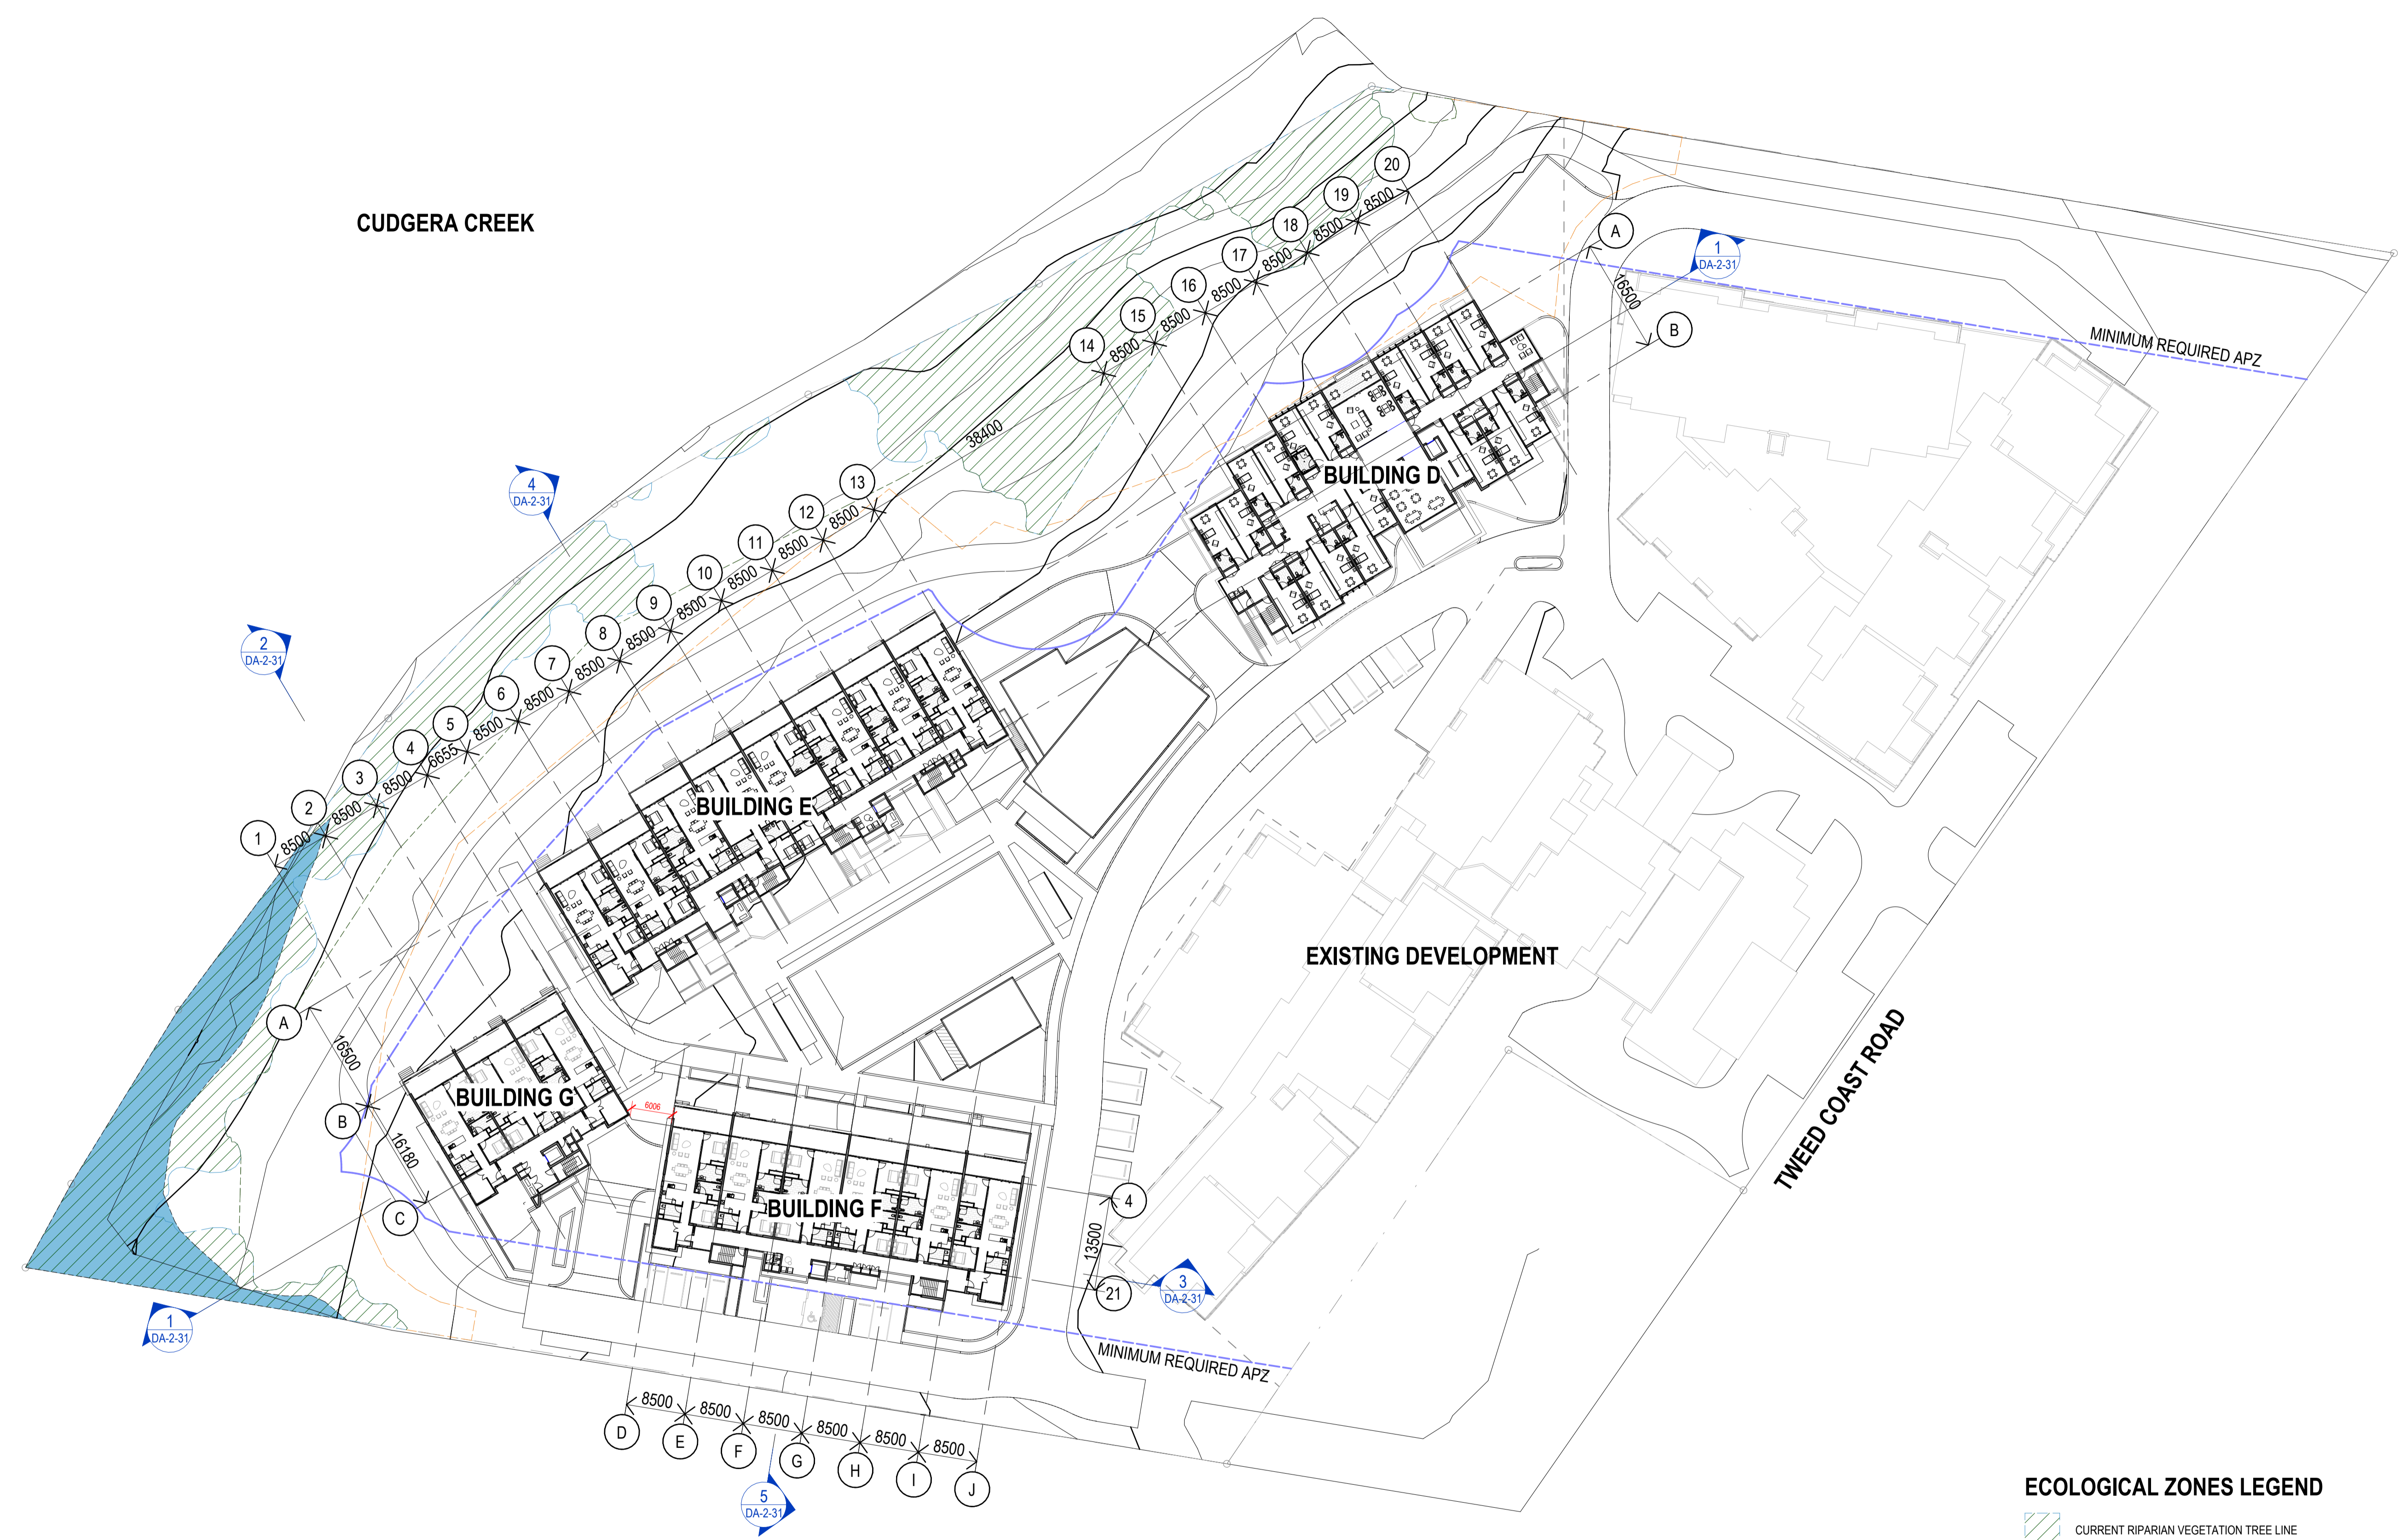 CUDGERA CREEK
20
19
8500
18
8500
A
17
8500
1
DA-2-31
16
8500
16500
15
8500
B
14
8500
MINIMUM REQUIRED APZ
38400
13
BUILDING D
4
DA-2-31
12
8500
11
8500
10
8500
9
8500
2
DA-2-31
8
8500
7
8500
6
8500
5
8500
4
6655
3
8500
BUILDING E
2
8500
1
8500
EXISTING DEVELOPMENT
A
16500
TWEED COAST ROAD
BUILDING G
6006
B
16180
BUILDING F
C
4
13500
3
DA-2-31
21
1
DA-2-31
MINIMUM REQUIRED APZ
8500
8500
8500
8500
8500
8500
D
E
F
G
H
I
J
5
DA-2-31
ECOLOGICAL ZONES LEGEND
CURRENT RIPARIAN VEGETATION TREE LINE